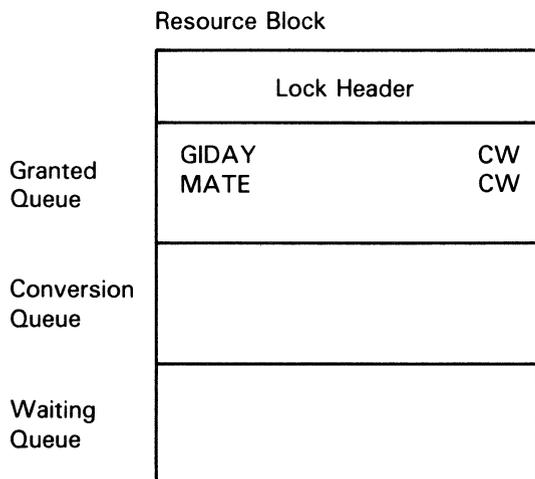 Resource Block
Lock Header
Granted
Queue
GIDAY CW
MATE CW
Conversion
Queue
Waiting
Queue